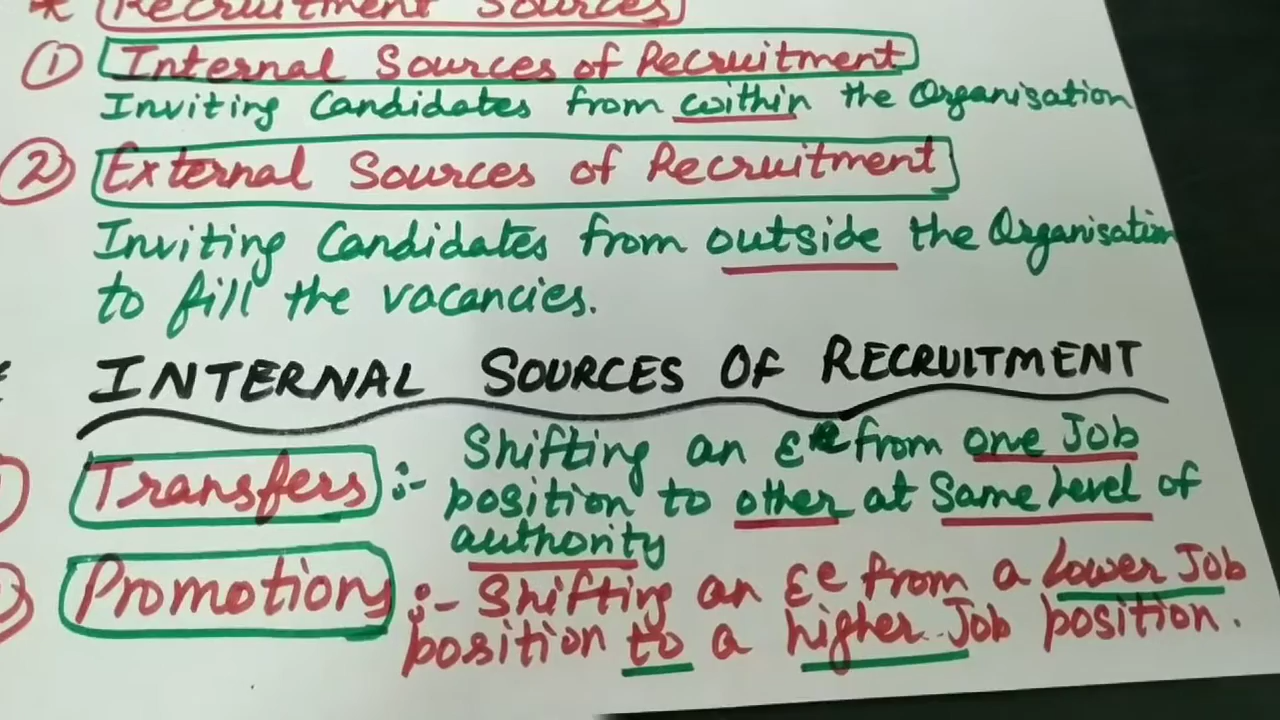 * Recruitment Sources
① Internal Sources of Recruitment
Inviting Candidates from within the Organisation
② External Sources of Recruitment
Inviting Candidates from outside the Organisation
to fill the vacancies.
INTERNAL SOURCES OF RECRUITMENT
Transfers :- Shifting an Ee from one Job
position to other at Same Level of
authority
Promotion :- Shifting an Ee from a Lower Job
position to a higher Job position.